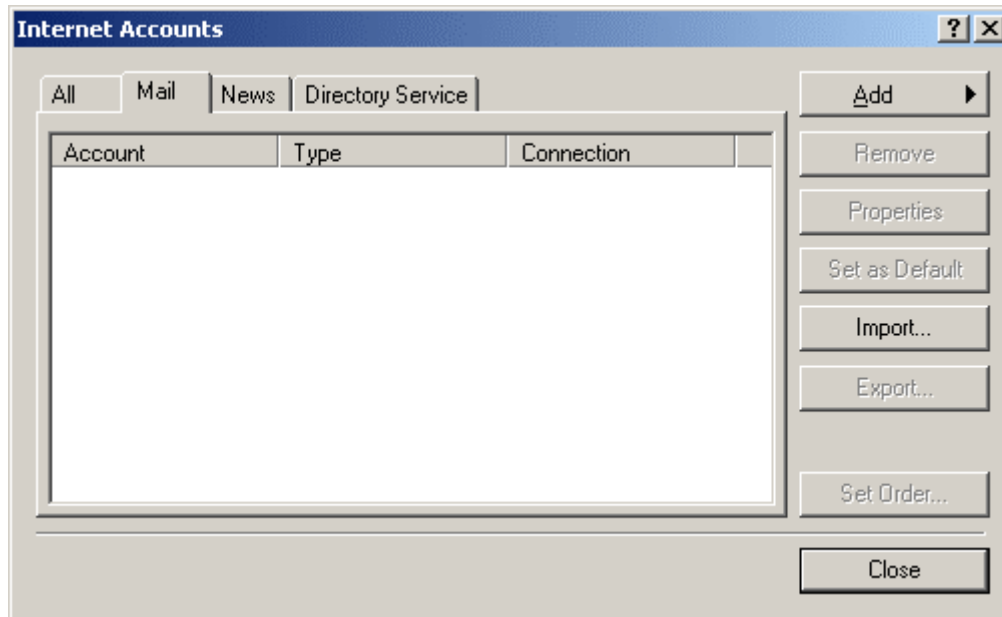 Internet Accounts
All Mail News Directory Service
Add
Account Type Connection
Remove
Properties
Set as Default
Import...
Export...
Set Order...
Close